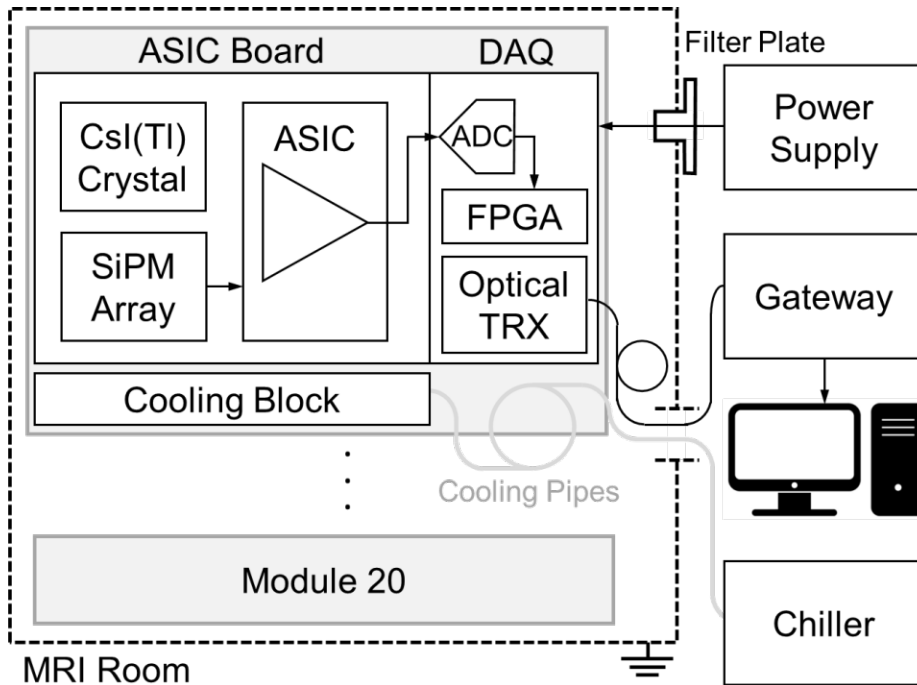 ASIC Board
DAQ
Filter Plate
CsI(Tl)
Crystal
ASIC
ADC
Power
Supply
SiPM
Array
FPGA
Optical
TRX
Gateway
Cooling Block
Cooling Pipes
Module 20
Chiller
MRI Room